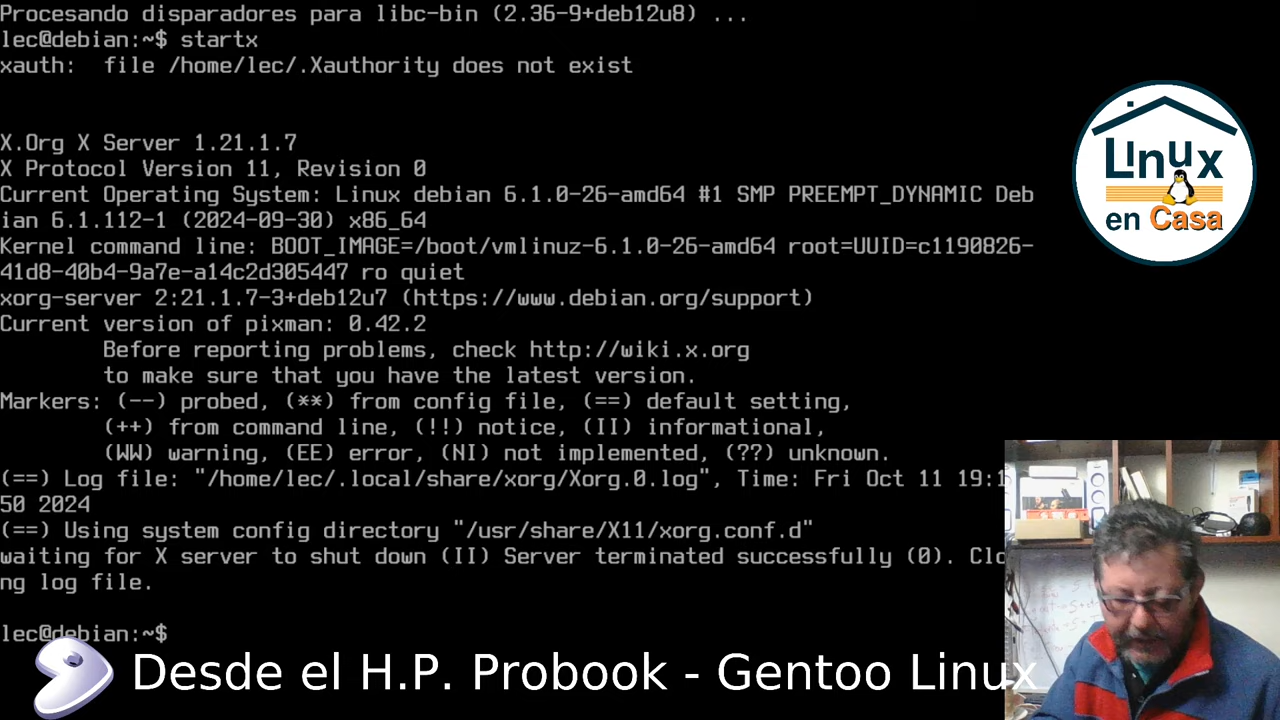 Procesando disparadores para libc-bin (2.36-9+deb12u8) ...
lec@debian:~$ startx
xauth:  file /home/lec/.Xauthority does not exist
X.Org X Server 1.21.1.7
X Protocol Version 11, Revision 0
Current Operating System: Linux debian 6.1.0-26-amd64 #1 SMP PREEMPT_DYNAMIC Deb
ian 6.1.112-1 (2024-09-30) x86_64
Kernel command line: BOOT_IMAGE=/boot/vmlinuz-6.1.0-26-amd64 root=UUID=c1190826-
41d8-40b4-9a7e-a14c2d305447 ro quiet
xorg-server 2:21.1.7-3+deb12u7 (https://www.debian.org/support)
Current version of pixman: 0.42.2
Before reporting problems, check http://wiki.x.org
to make sure that you have the latest version.
Markers: (--) probed, (**) from config file, (==) default setting,
(++) from command line, (!!) notice, (II) informational,
(WW) warning, (EE) error, (NI) not implemented, (??) unknown.
(==) Log file: "/home/lec/.local/share/xorg/Xorg.0.log", Time: Fri Oct 11 19:1
50 2024
(==) Using system config directory "/usr/share/X11/xorg.conf.d"
waiting for X server to shut down (II) Server terminated successfully (0). Clo
ng log file.
lec@debian:~$
Linux
en Casa
Desde el H.P. Probook - Gentoo Linux